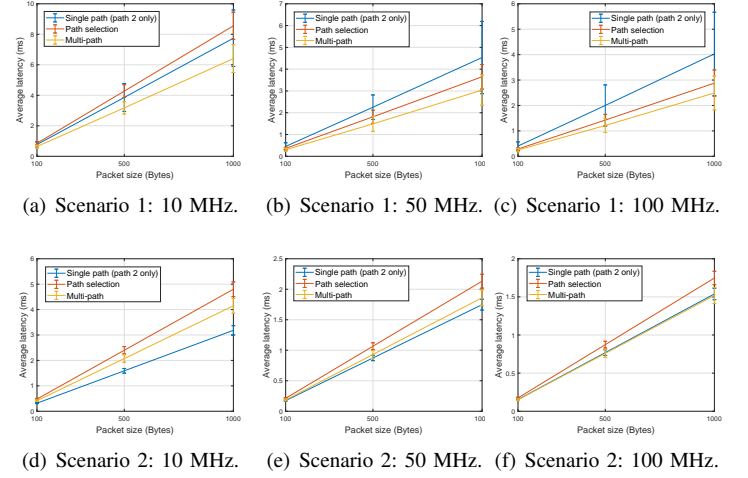 10
8
6
4
2
0
Average latency (ms)
Single path (path 2 only)
Path selection
Multi-path
100 500 1000
Packet size (Bytes)
(a) Scenario 1: 10 MHz.
7
6
5
4
3
2
1
0
Average latency (ms)
Single path (path 2 only)
Path selection
Multi-path
100 500 100
Packet size (Bytes)
(b) Scenario 1: 50 MHz.
6
5
4
3
2
1
0
Average latency (ms)
Single path (path 2 only)
Path selection
Multi-path
100 500 1000
Packet size (Bytes)
(c) Scenario 1: 100 MHz.
6
5
4
3
2
1
0
Average latency (ms)
Single path (path 2 only)
Path selection
Multi-path
100 500 1000
Packet size (Bytes)
(d) Scenario 2: 10 MHz.
2.5
2
1.5
1
0.5
0
Average latency (ms)
Single path (path 2 only)
Path selection
Multi-path
100 500 100
Packet size (Bytes)
(e) Scenario 2: 50 MHz.
2
1.5
1
0.5
0
Average latency (ms)
Single path (path 2 only)
Path selection
Multi-path
100 500 1000
Packet size (Bytes)
(f) Scenario 2: 100 MHz.